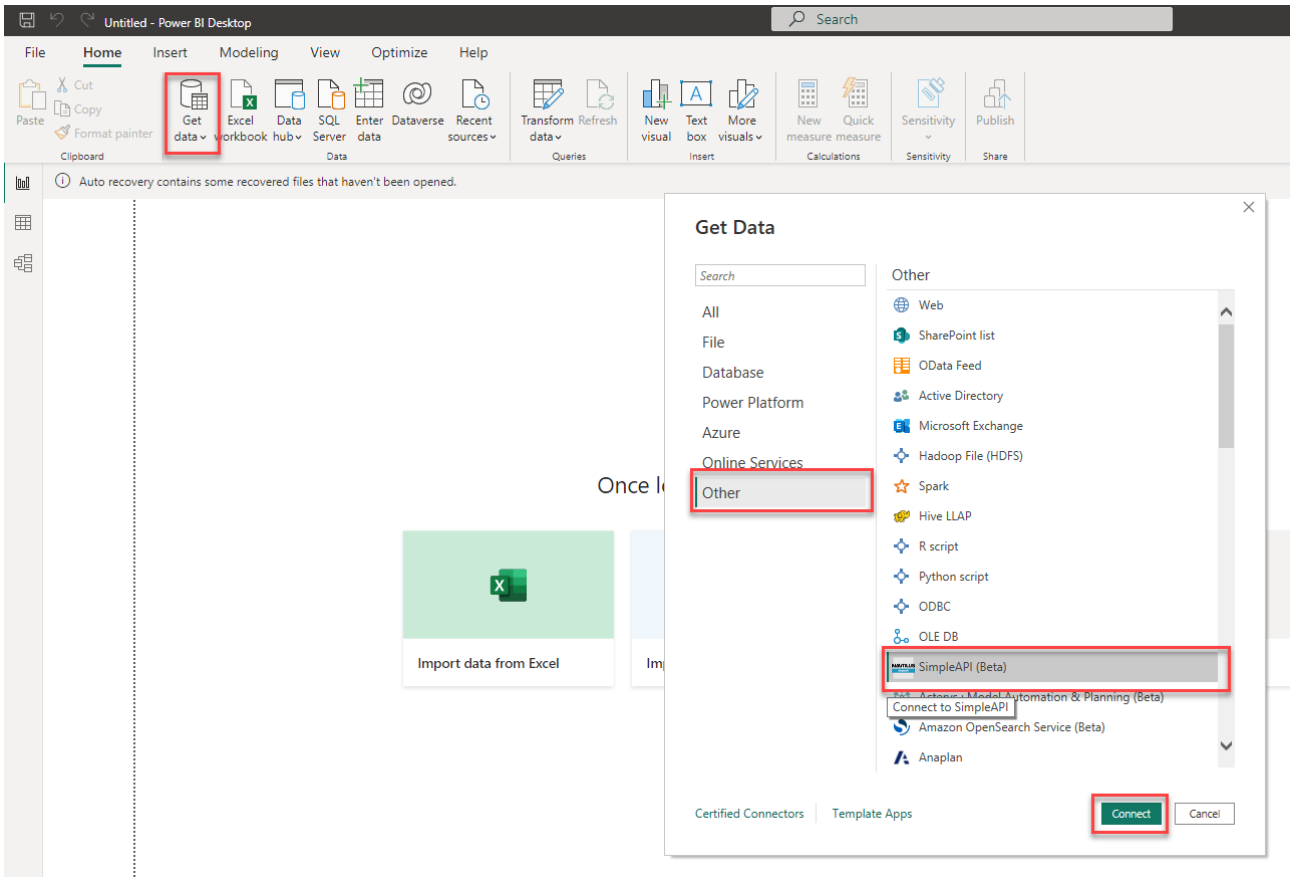 Untitled - Power BI Desktop
Search
File Home Insert Modeling View Optimize Help
Paste
Cut
Copy
Format painter
Clipboard
Get data
Excel workbook
Data hub
SQL Server
Enter data
Dataverse
Recent sources
Data
Transform data
Refresh
Queries
New visual
Text box
More visuals
Insert
New measure
Quick measure
Calculations
Sensitivity
Sensitivity
Publish
Share
Auto recovery contains some recovered files that haven't been opened.
Once l
Import data from Excel
Im
Get Data
Search
All
File
Database
Power Platform
Azure
Online Services
Other
Other
Web
SharePoint list
OData Feed
Active Directory
Microsoft Exchange
Hadoop File (HDFS)
Spark
Hive LLAP
R script
Python script
ODBC
OLE DB
SimpleAPI (Beta)
Model Automation & Planning (Beta)
Connect to SimpleAPI
Amazon OpenSearch Service (Beta)
Anaplan
Certified Connectors
Template Apps
Connect
Cancel